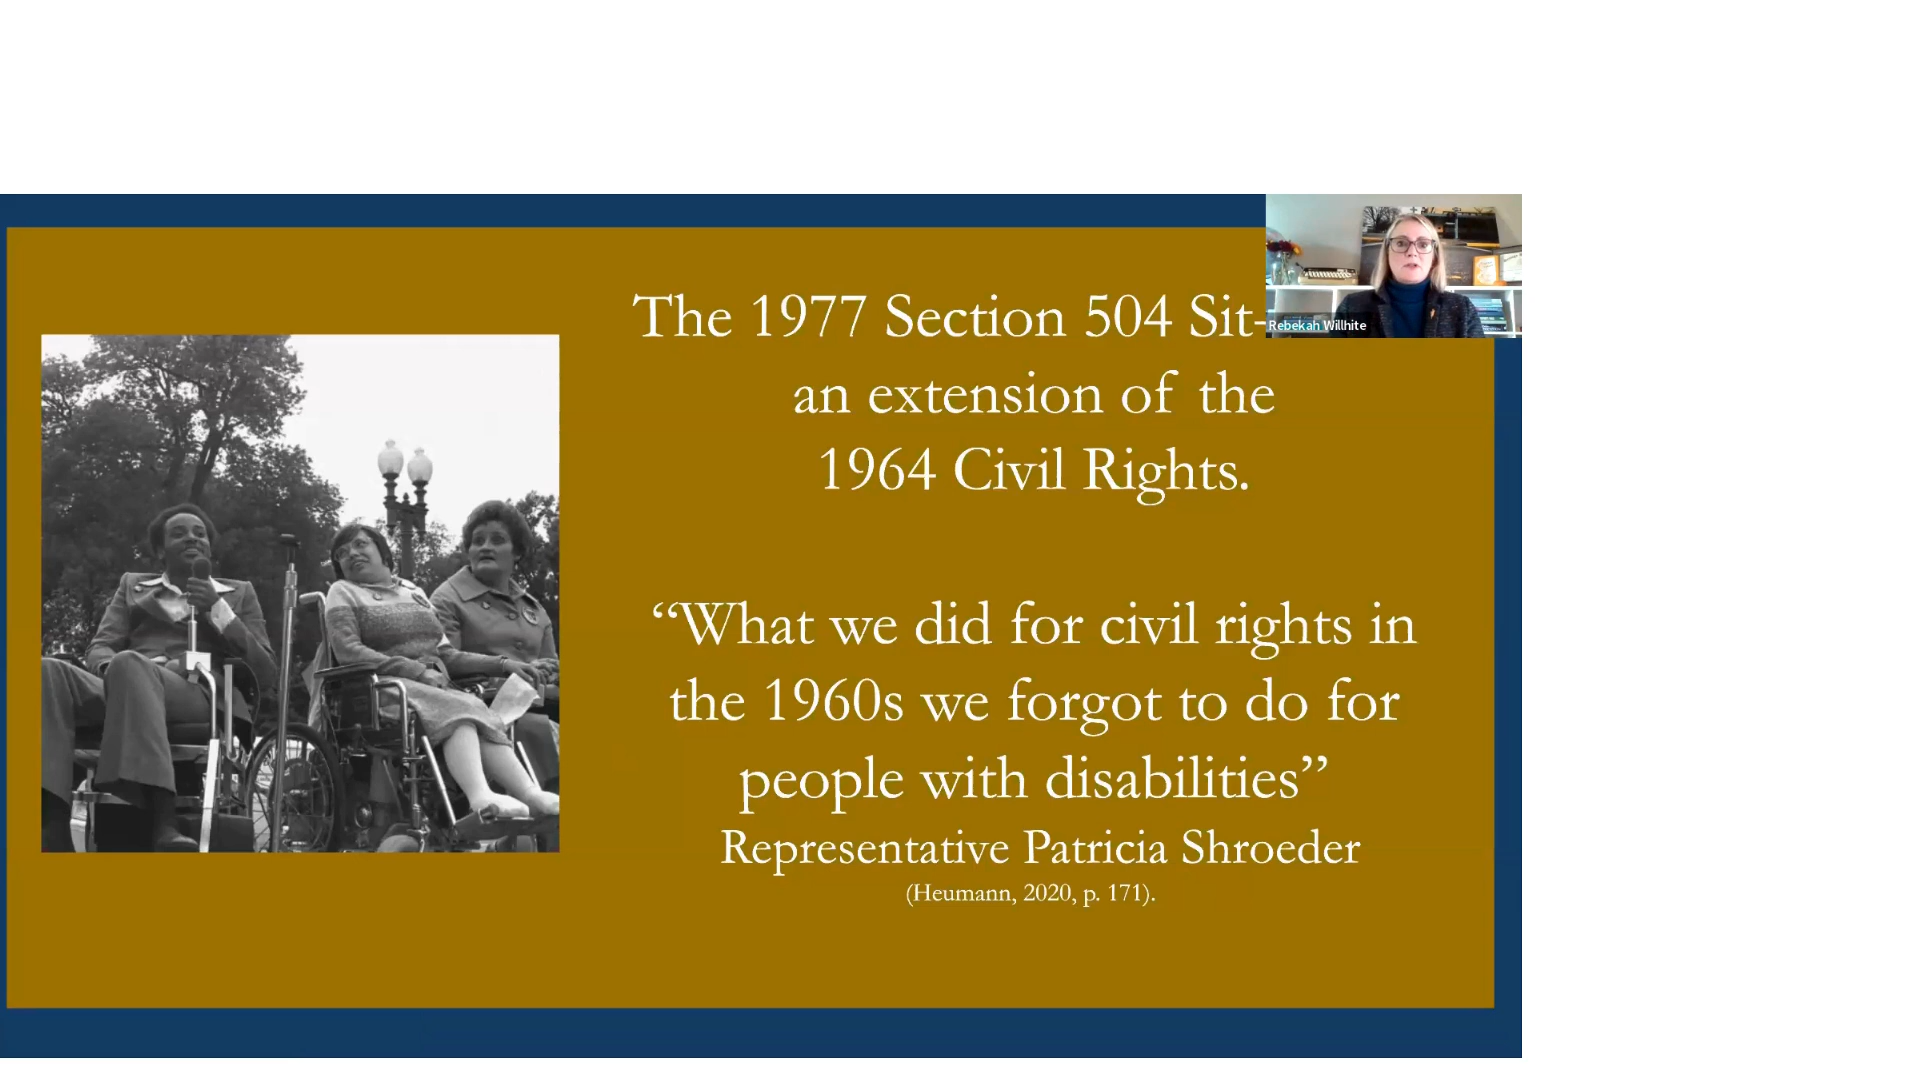 The 1977 Section 504 Sit-
an extension of the
1964 Civil Rights.
“What we did for civil rights in
the 1960s we forgot to do for
people with disabilities”
Representative Patricia Shroeder
(Heumann, 2020, p. 171).
Rebekah Willhite